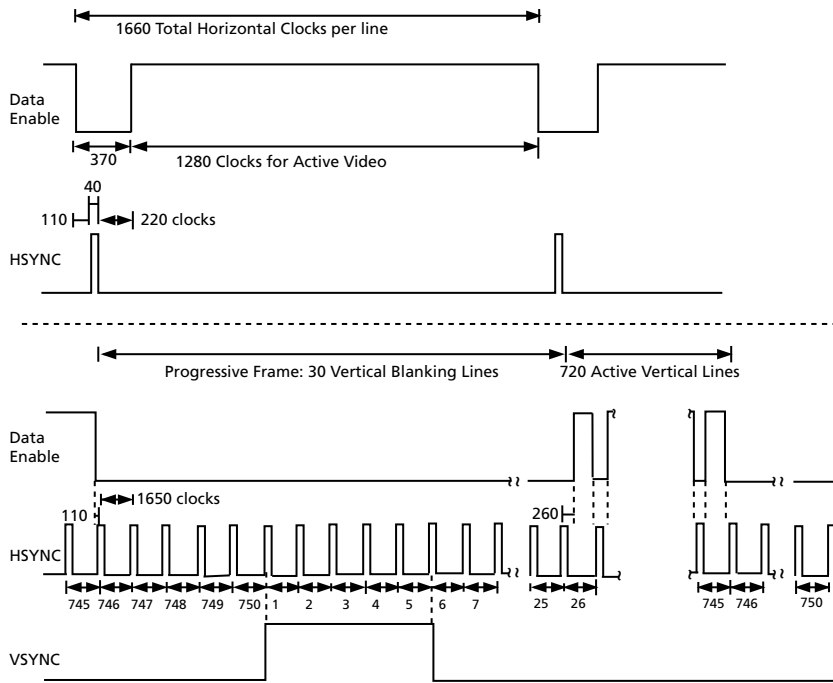 1660 Total Horizontal Clocks per line
Data
Enable
370
1280 Clocks for Active Video
40
110
220 clocks
HSYNC
Progressive Frame: 30 Vertical Blanking Lines
720 Active Vertical Lines
Data
Enable
1650 clocks
110
260
HSYNC
745 746 747 748 749 750 1 2 3 4 5 6 7 25 26 745 746 750
VSYNC